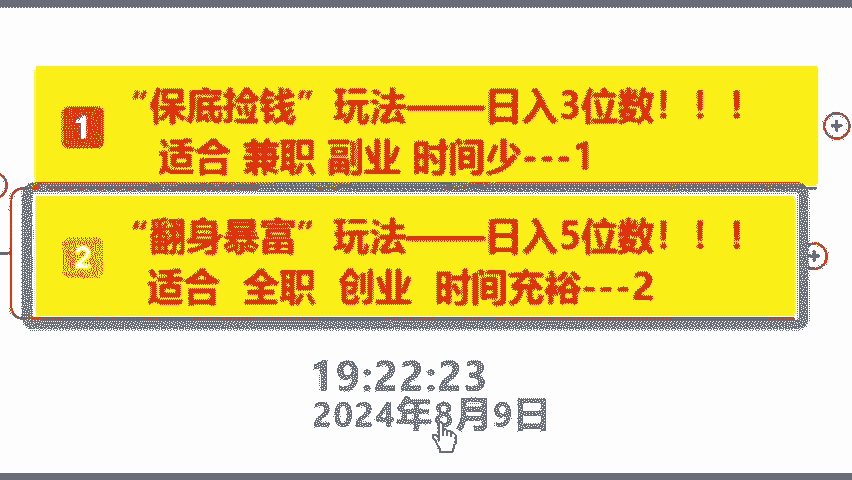 1
“保底捡钱” 玩法——日入3位数！！！
适合 兼职 副业 时间少---1
2
“翻身暴富” 玩法——日入5位数！！！
适合 全职 创业 时间充裕---2
19:22:23
2024年8月9日